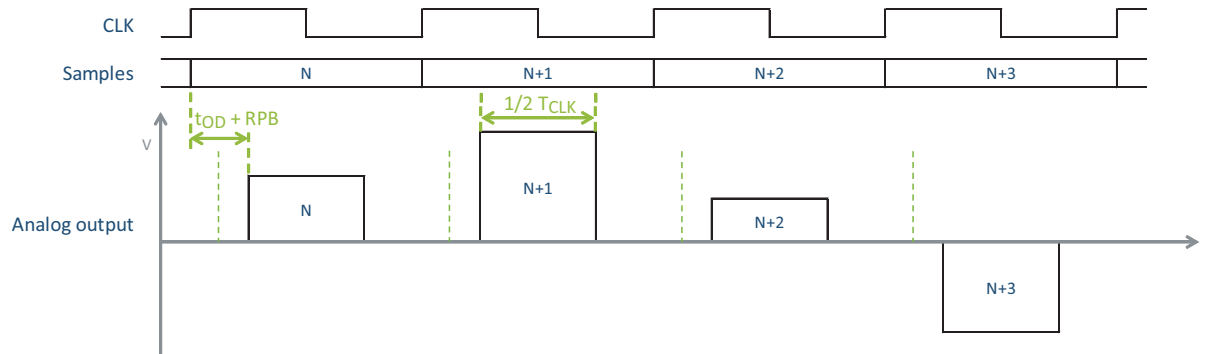 CLK
Samples N N+1 N+2 N+3
1/2 TCLK
tOD + RPB
V
N+1
N
N+2
Analog output
N+3